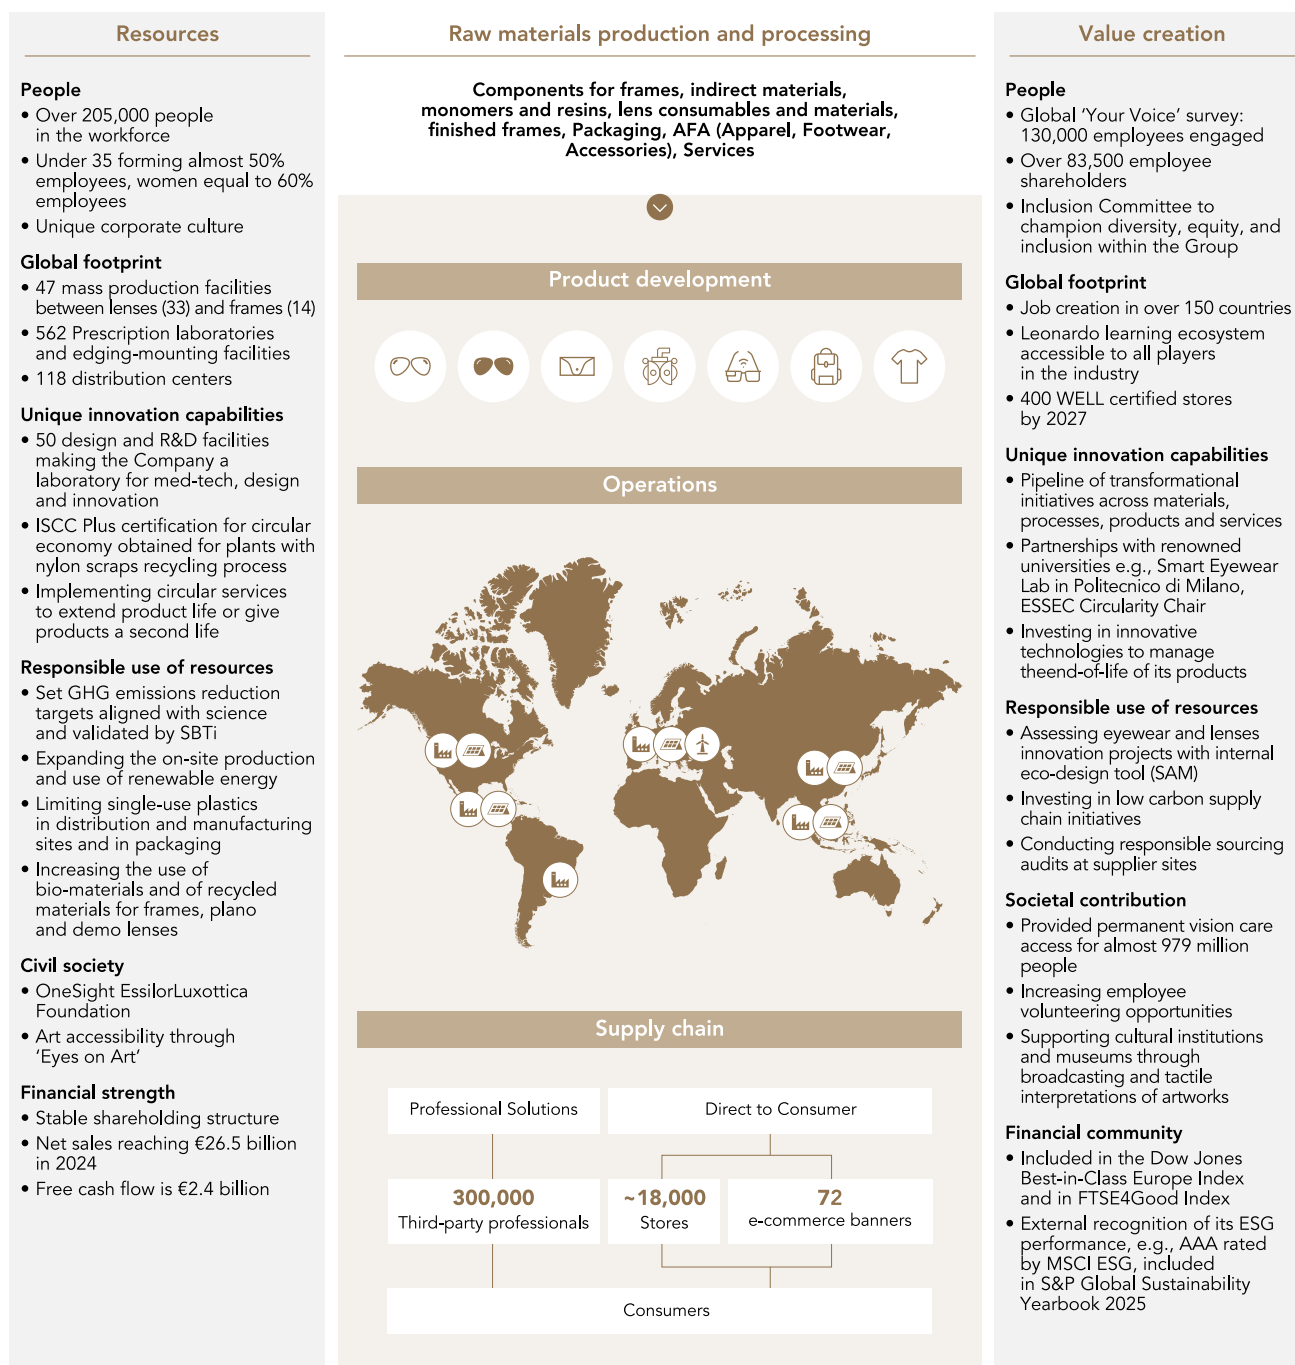 Resources
People
• Over 205,000 people
in the workforce
• Under 35 forming almost 50%
employees, women equal to 60%
employees
• Unique corporate culture
Global footprint
• 47 mass production facilities
between lenses (33) and frames (14)
• 562 Prescription laboratories
and edging-mounting facilities
• 118 distribution centers
Unique innovation capabilities
• 50 design and R&D facilities
making the Company a
laboratory for med-tech, design
and innovation
• ISCC Plus certification for circular
economy obtained for plants with
nylon scraps recycling process
• Implementing circular services
to extend product life or give
products a second life
Responsible use of resources
• Set GHG emissions reduction
targets aligned with science
and validated by SBTi
• Expanding the on-site production
and use of renewable energy
• Limiting single-use plastics
in distribution and manufacturing
sites and in packaging
• Increasing the use of
bio-materials and of recycled
materials for frames, plano
and demo lenses
Civil society
• OneSight EssilorLuxottica
Foundation
• Art accessibility through
‘Eyes on Art’
Financial strength
• Stable shareholding structure
• Net sales reaching €26.5 billion
in 2024
• Free cash flow is €2.4 billion
Raw materials production and processing
Components for frames, indirect materials,
monomers and resins, lens consumables and materials,
finished frames, Packaging, AFA (Apparel, Footwear,
Accessories), Services
Product development
Operations
Supply chain
Professional Solutions
Direct to Consumer
300,000
Third-party professionals
~18,000
Stores
72
e-commerce banners
Consumers
Value creation
People
• Global ‘Your Voice’ survey:
130,000 employees engaged
• Over 83,500 employee
shareholders
• Inclusion Committee to
champion diversity, equity, and
inclusion within the Group
Global footprint
• Job creation in over 150 countries
• Leonardo learning ecosystem
accessible to all players
in the industry
• 400 WELL certified stores
by 2027
Unique innovation capabilities
• Pipeline of transformational
initiatives across materials,
processes, products and services
• Partnerships with renowned
universities e.g., Smart Eyewear
Lab in Politecnico di Milano,
ESSEC Circularity Chair
• Investing in innovative
technologies to manage
theend-of-life of its products
Responsible use of resources
• Assessing eyewear and lenses
innovation projects with internal
eco-design tool (SAM)
• Investing in low carbon supply
chain initiatives
• Conducting responsible sourcing
audits at supplier sites
Societal contribution
• Provided permanent vision care
access for almost 979 million
people
• Increasing employee
volunteering opportunities
• Supporting cultural institutions
and museums through
broadcasting and tactile
interpretations of artworks
Financial community
• Included in the Dow Jones
Best-in-Class Europe Index
and in FTSE4Good Index
• External recognition of its ESG
performance, e.g., AAA rated
by MSCI ESG, included
in S&P Global Sustainability
Yearbook 2025